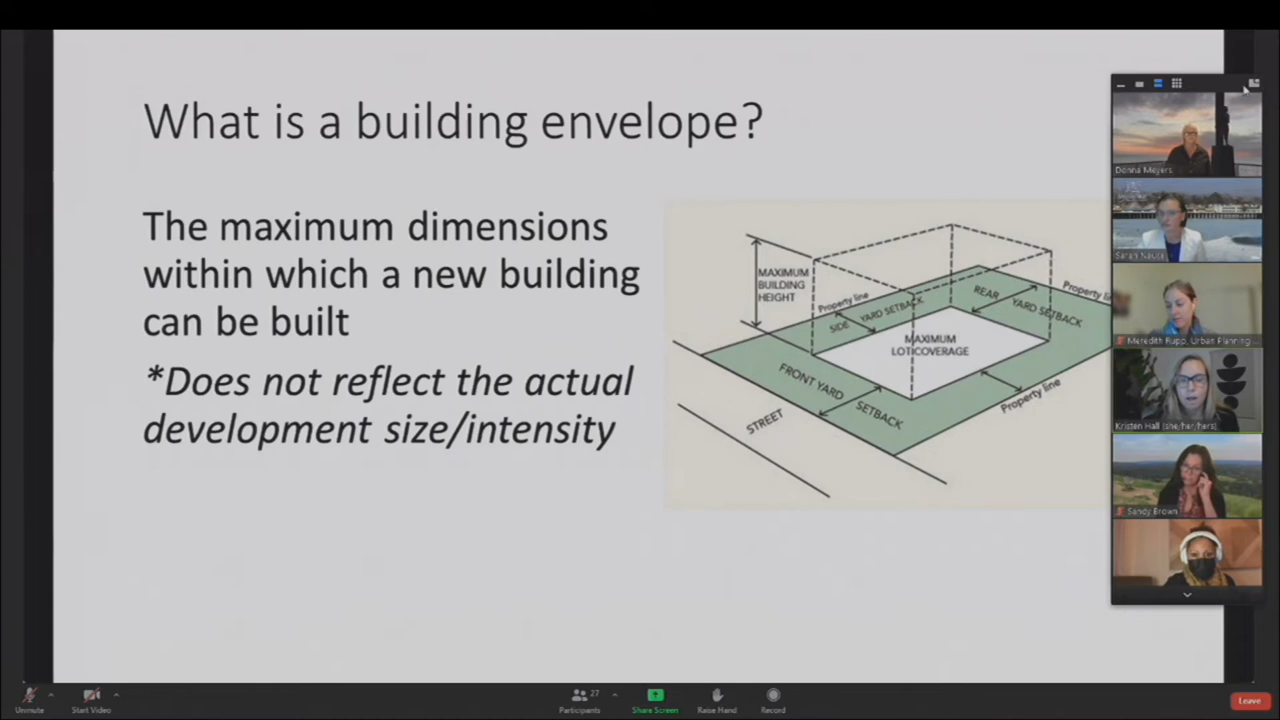 What is a building envelope?
The maximum dimensions
within which a new building
can be built
*Does not reflect the actual
development size/intensity
MAXIMUM
BUILDING
HEIGHT
Property line
SIDE YARD SETBACK
REAR YARD SETBACK
Property
MAXIMUM
LOT COVERAGE
FRONT YARD SETBACK
Property line
STREET
Donna Meyers
Meredith Rupp, Urban Planning ...
Kristen Hall (she/her/hers)
Sandy Brown
Unmute
Start Video
27
Participants
Share Screen
Raise Hand
Record
Leave